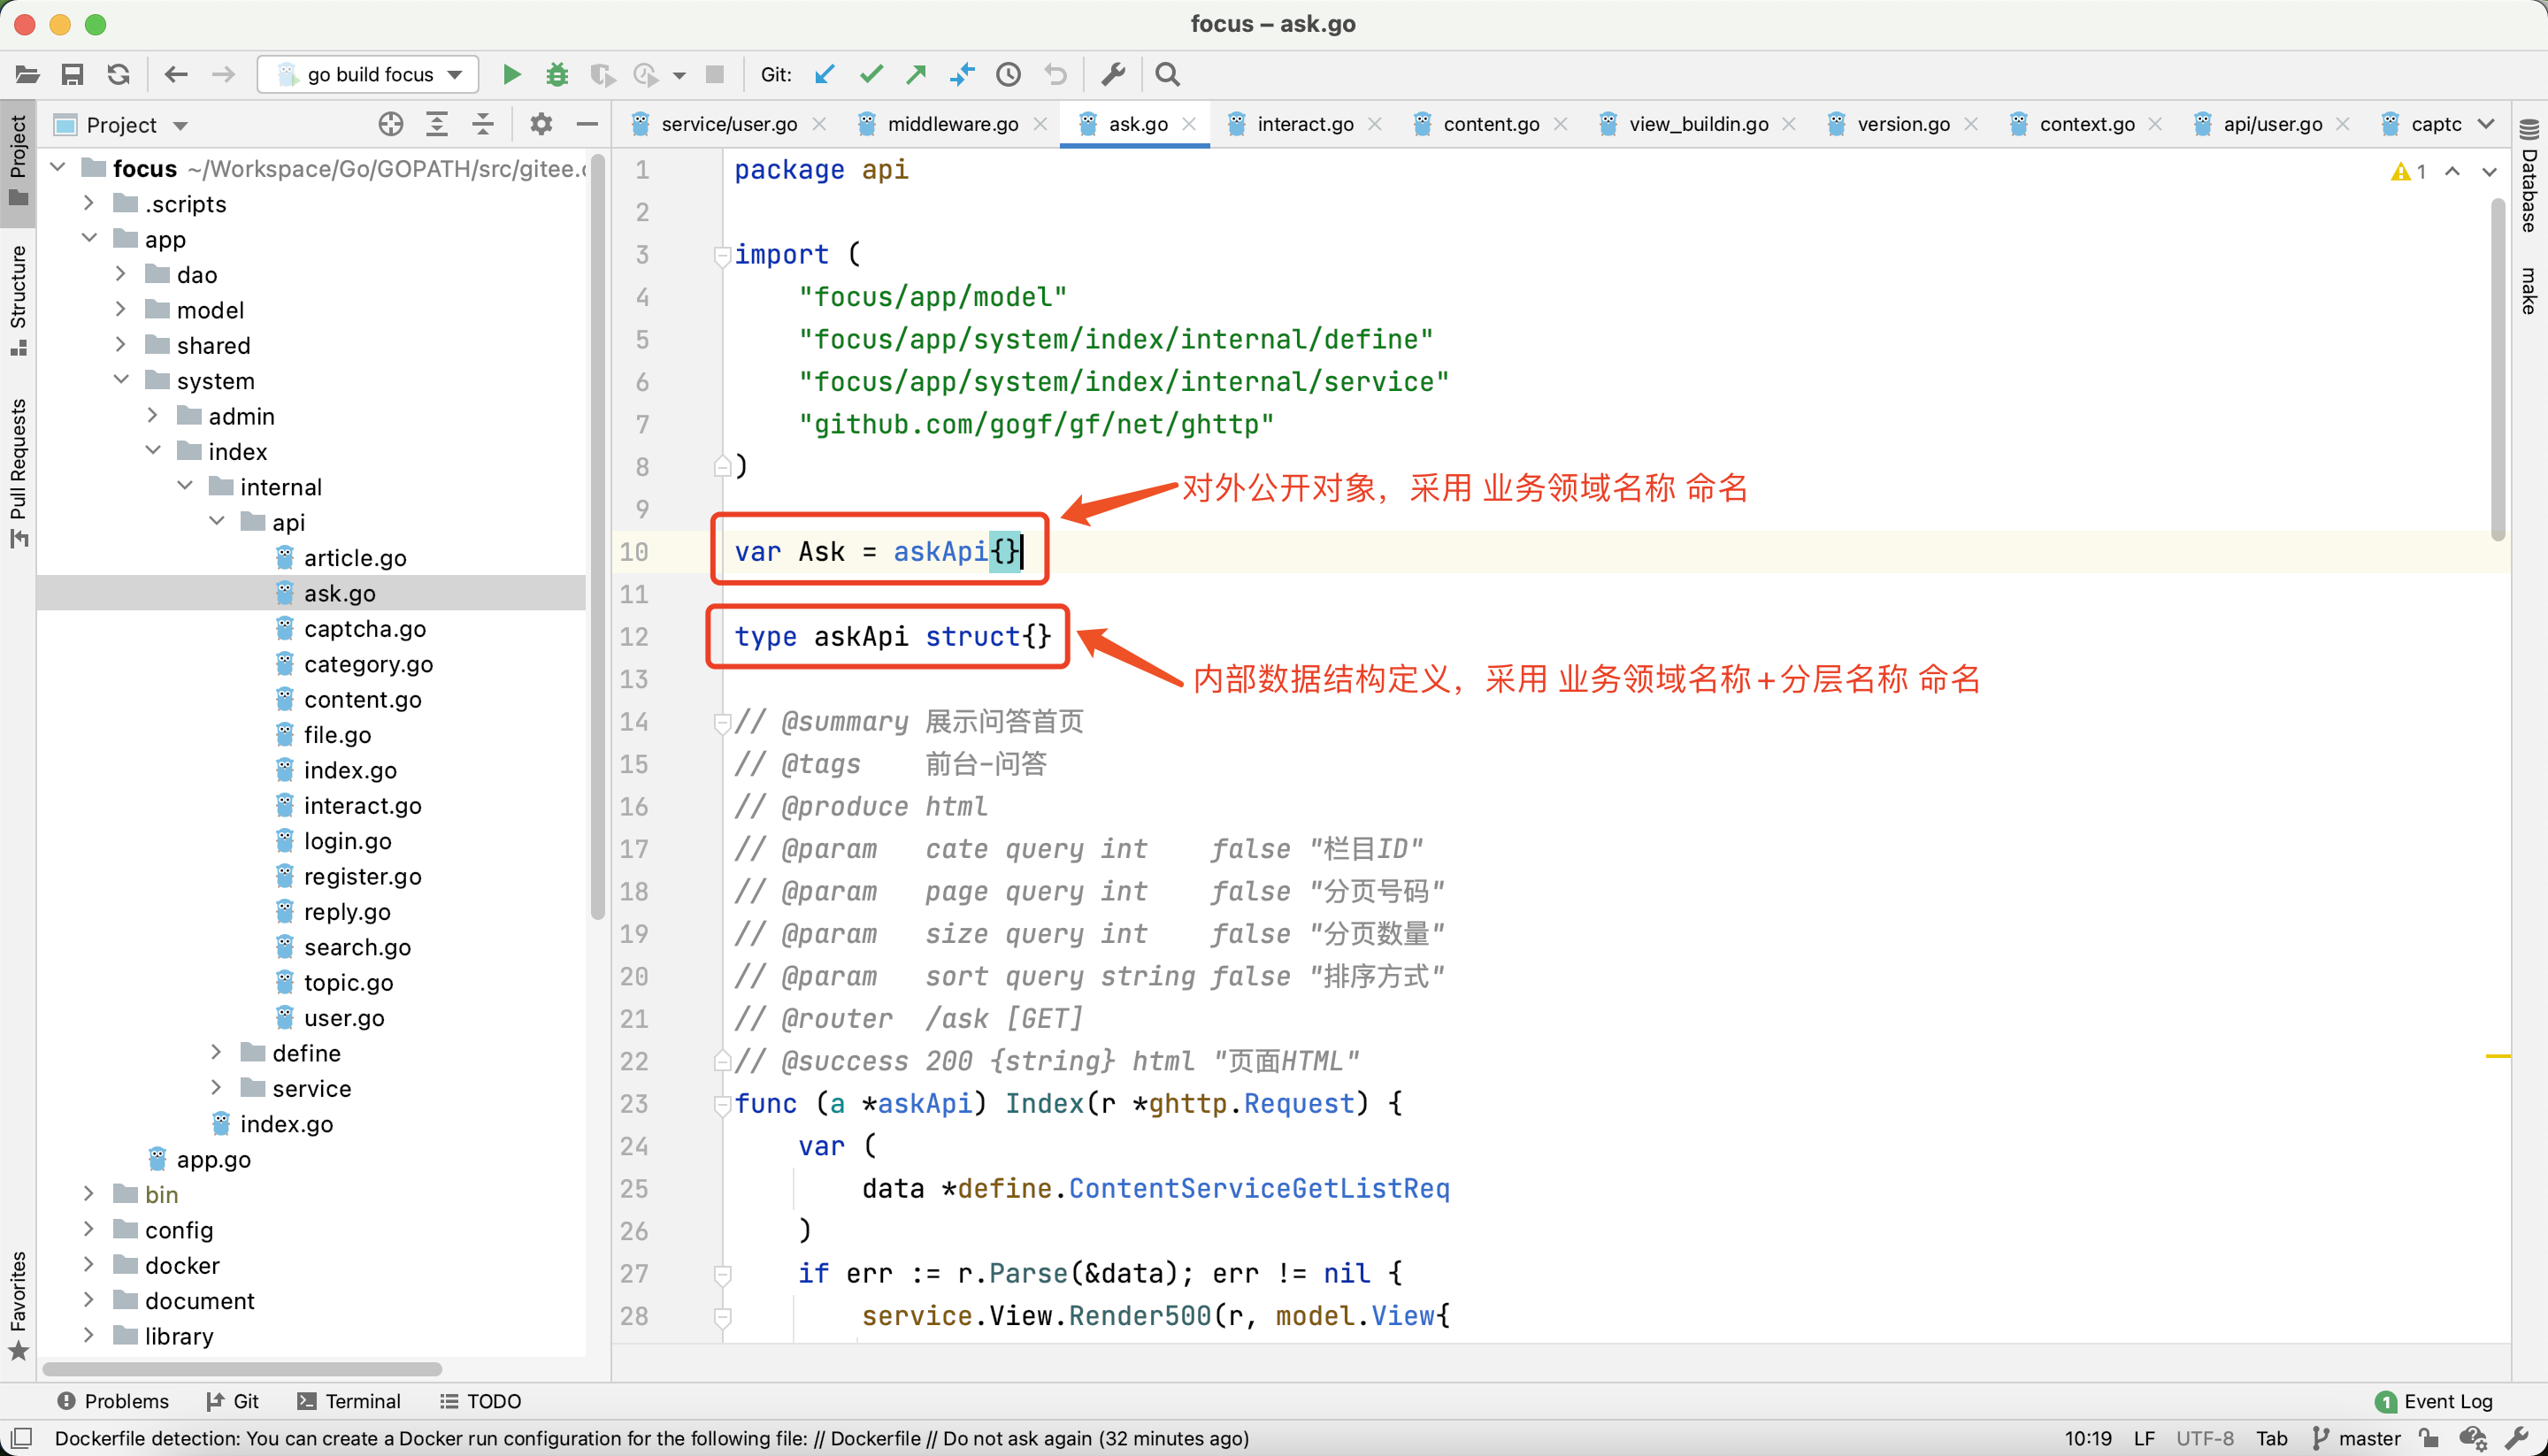 focus – ask.go
go build focus
Git:
Project
service/user.go
middleware.go
ask.go
interact.go
content.go
view_buildin.go
version.go
context.go
api/user.go
captc
Project
Structure
Pull Requests
Favorites
Database
make
focus ~/Workspace/Go/GOPATH/src/gitee.c
.scripts
app
dao
model
shared
system
admin
index
internal
api
article.go
ask.go
captcha.go
category.go
content.go
file.go
index.go
interact.go
login.go
register.go
reply.go
search.go
topic.go
user.go
define
service
index.go
app.go
bin
config
docker
document
library
1
1 package api
2
3 import (
4 "focus/app/model"
5 "focus/app/system/index/internal/define"
6 "focus/app/system/index/internal/service"
7 "github.com/gogf/gf/net/ghttp"
8 )
对外公开对象，采用 业务领域名称 命名
9
10 var Ask = askApi{}
11
12 type askApi struct{}
内部数据结构定义，采用 业务领域名称+分层名称 命名
13
14 // @summary 展示问答首页
15 // @tags 前台-问答
16 // @produce html
17 // @param cate query int false "栏目ID"
18 // @param page query int false "分页号码"
19 // @param size query int false "分页数量"
20 // @param sort query string false "排序方式"
21 // @router /ask [GET]
22 // @success 200 {string} html "页面HTML"
23 func (a *askApi) Index(r *ghttp.Request) {
24 var (
25 data *define.ContentServiceGetListReq
26 )
27 if err := r.Parse(&data); err != nil {
28 service.View.Render500(r, model.View{
Problems
Git
Terminal
TODO
1 Event Log
Dockerfile detection: You can create a Docker run configuration for the following file: // Dockerfile // Do not ask again (32 minutes ago)
10:19 LF UTF-8 Tab master